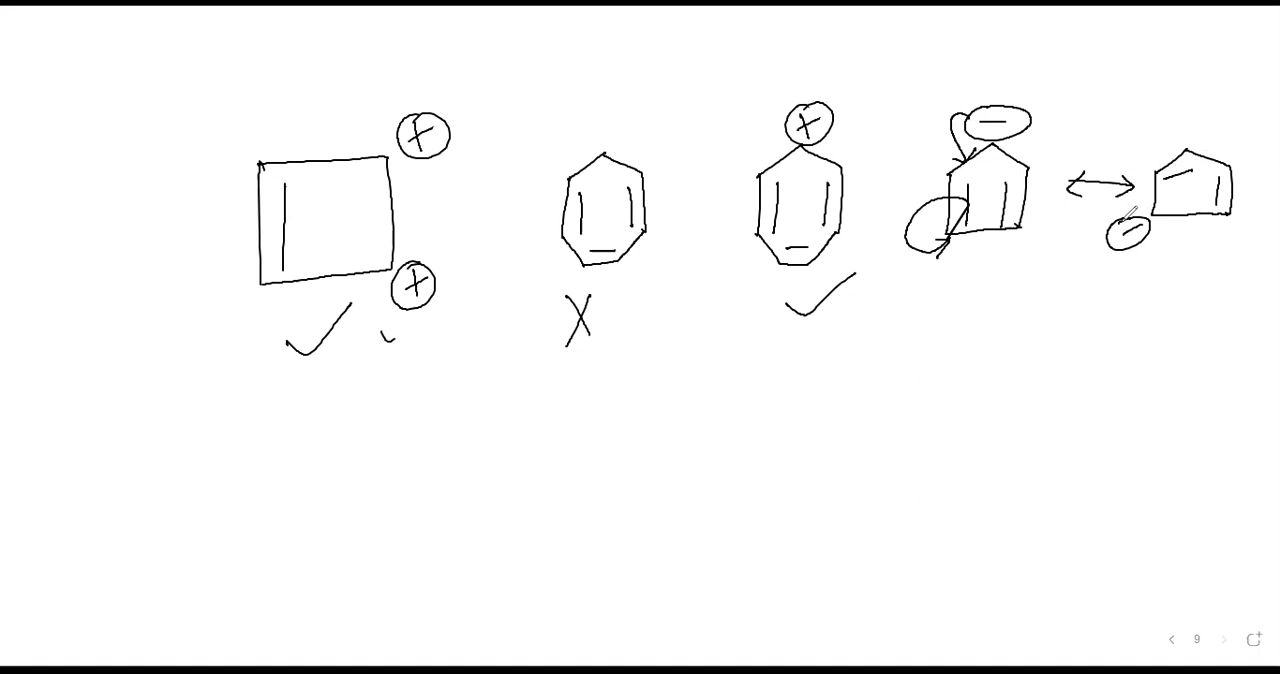 + + −
+ −
X
9